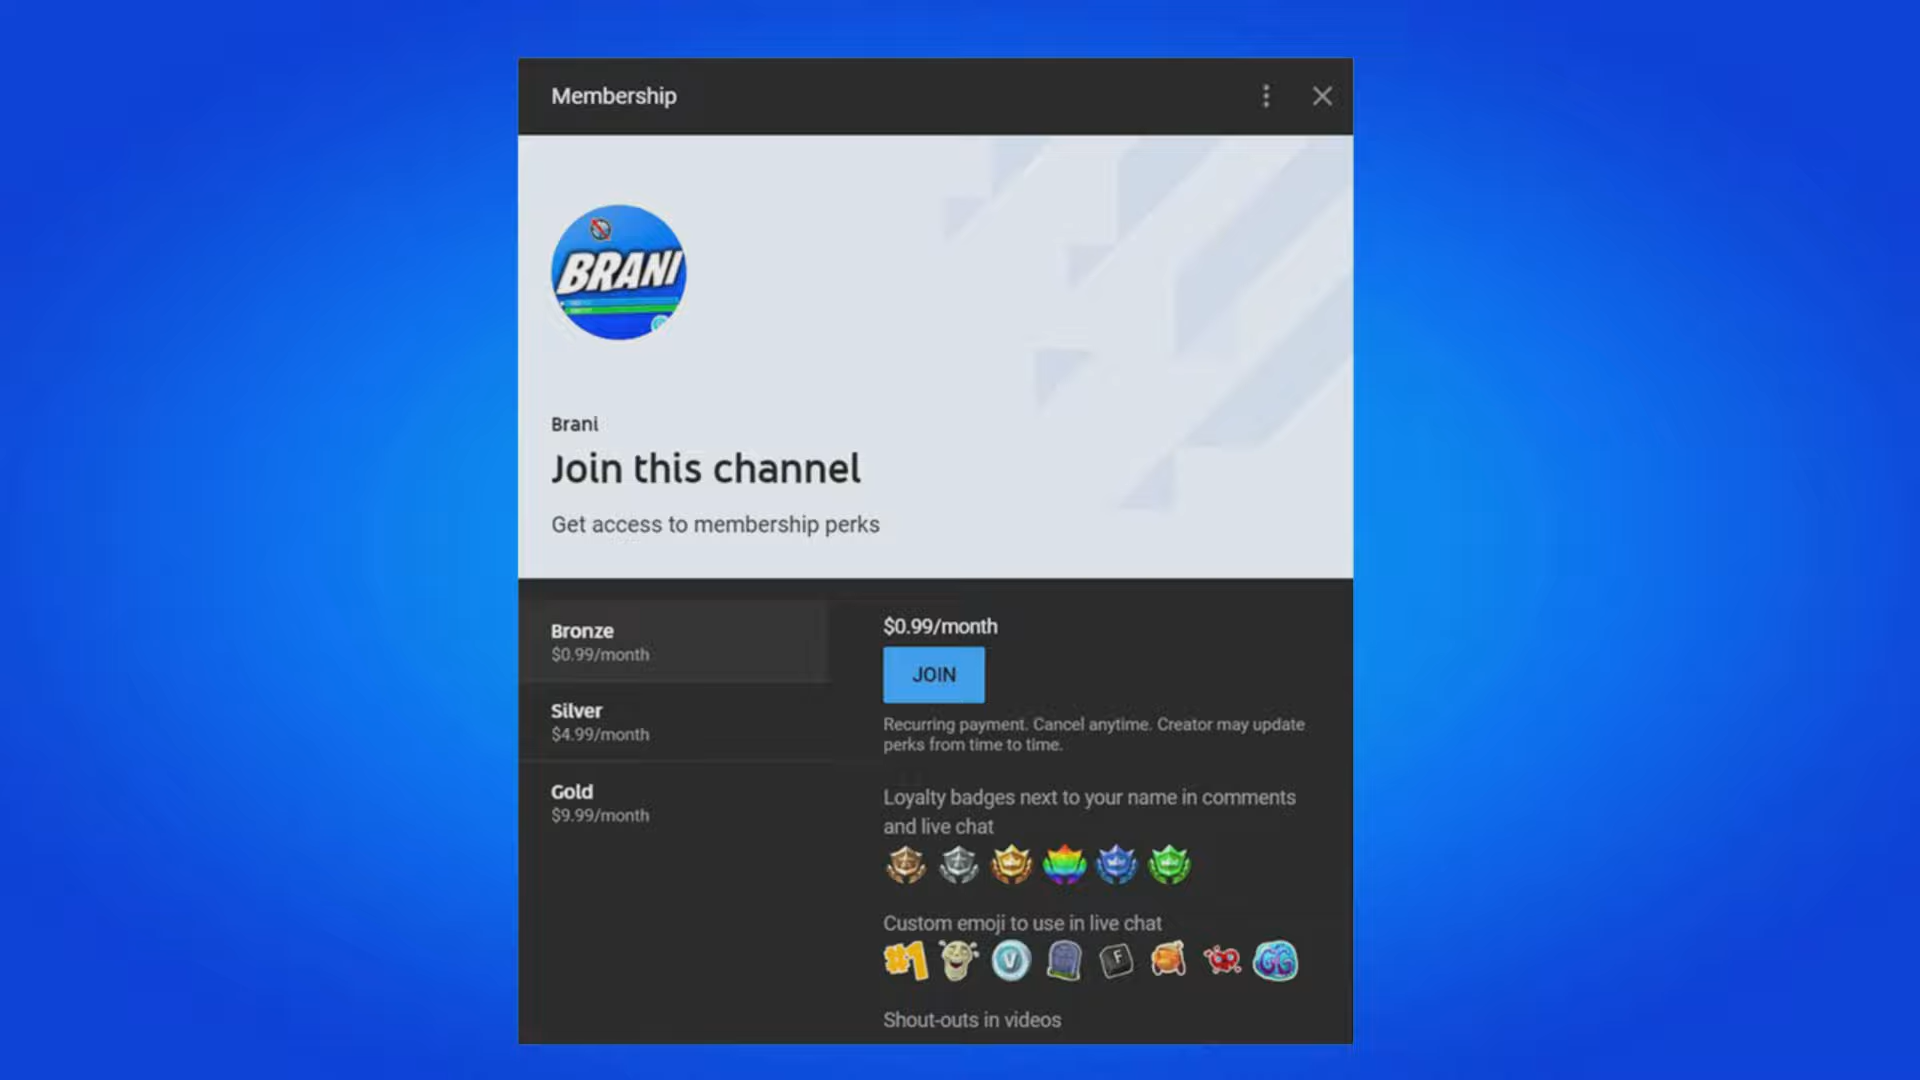 Membership
BRANI
Brani
Join this channel
Get access to membership perks
Bronze
$0.99/month
Silver
$4.99/month
Gold
$9.99/month
$0.99/month
JOIN
Recurring payment. Cancel anytime. Creator may update
perks from time to time.
Loyalty badges next to your name in comments
and live chat
Custom emoji to use in live chat
#1 V F GG
Shout-outs in videos